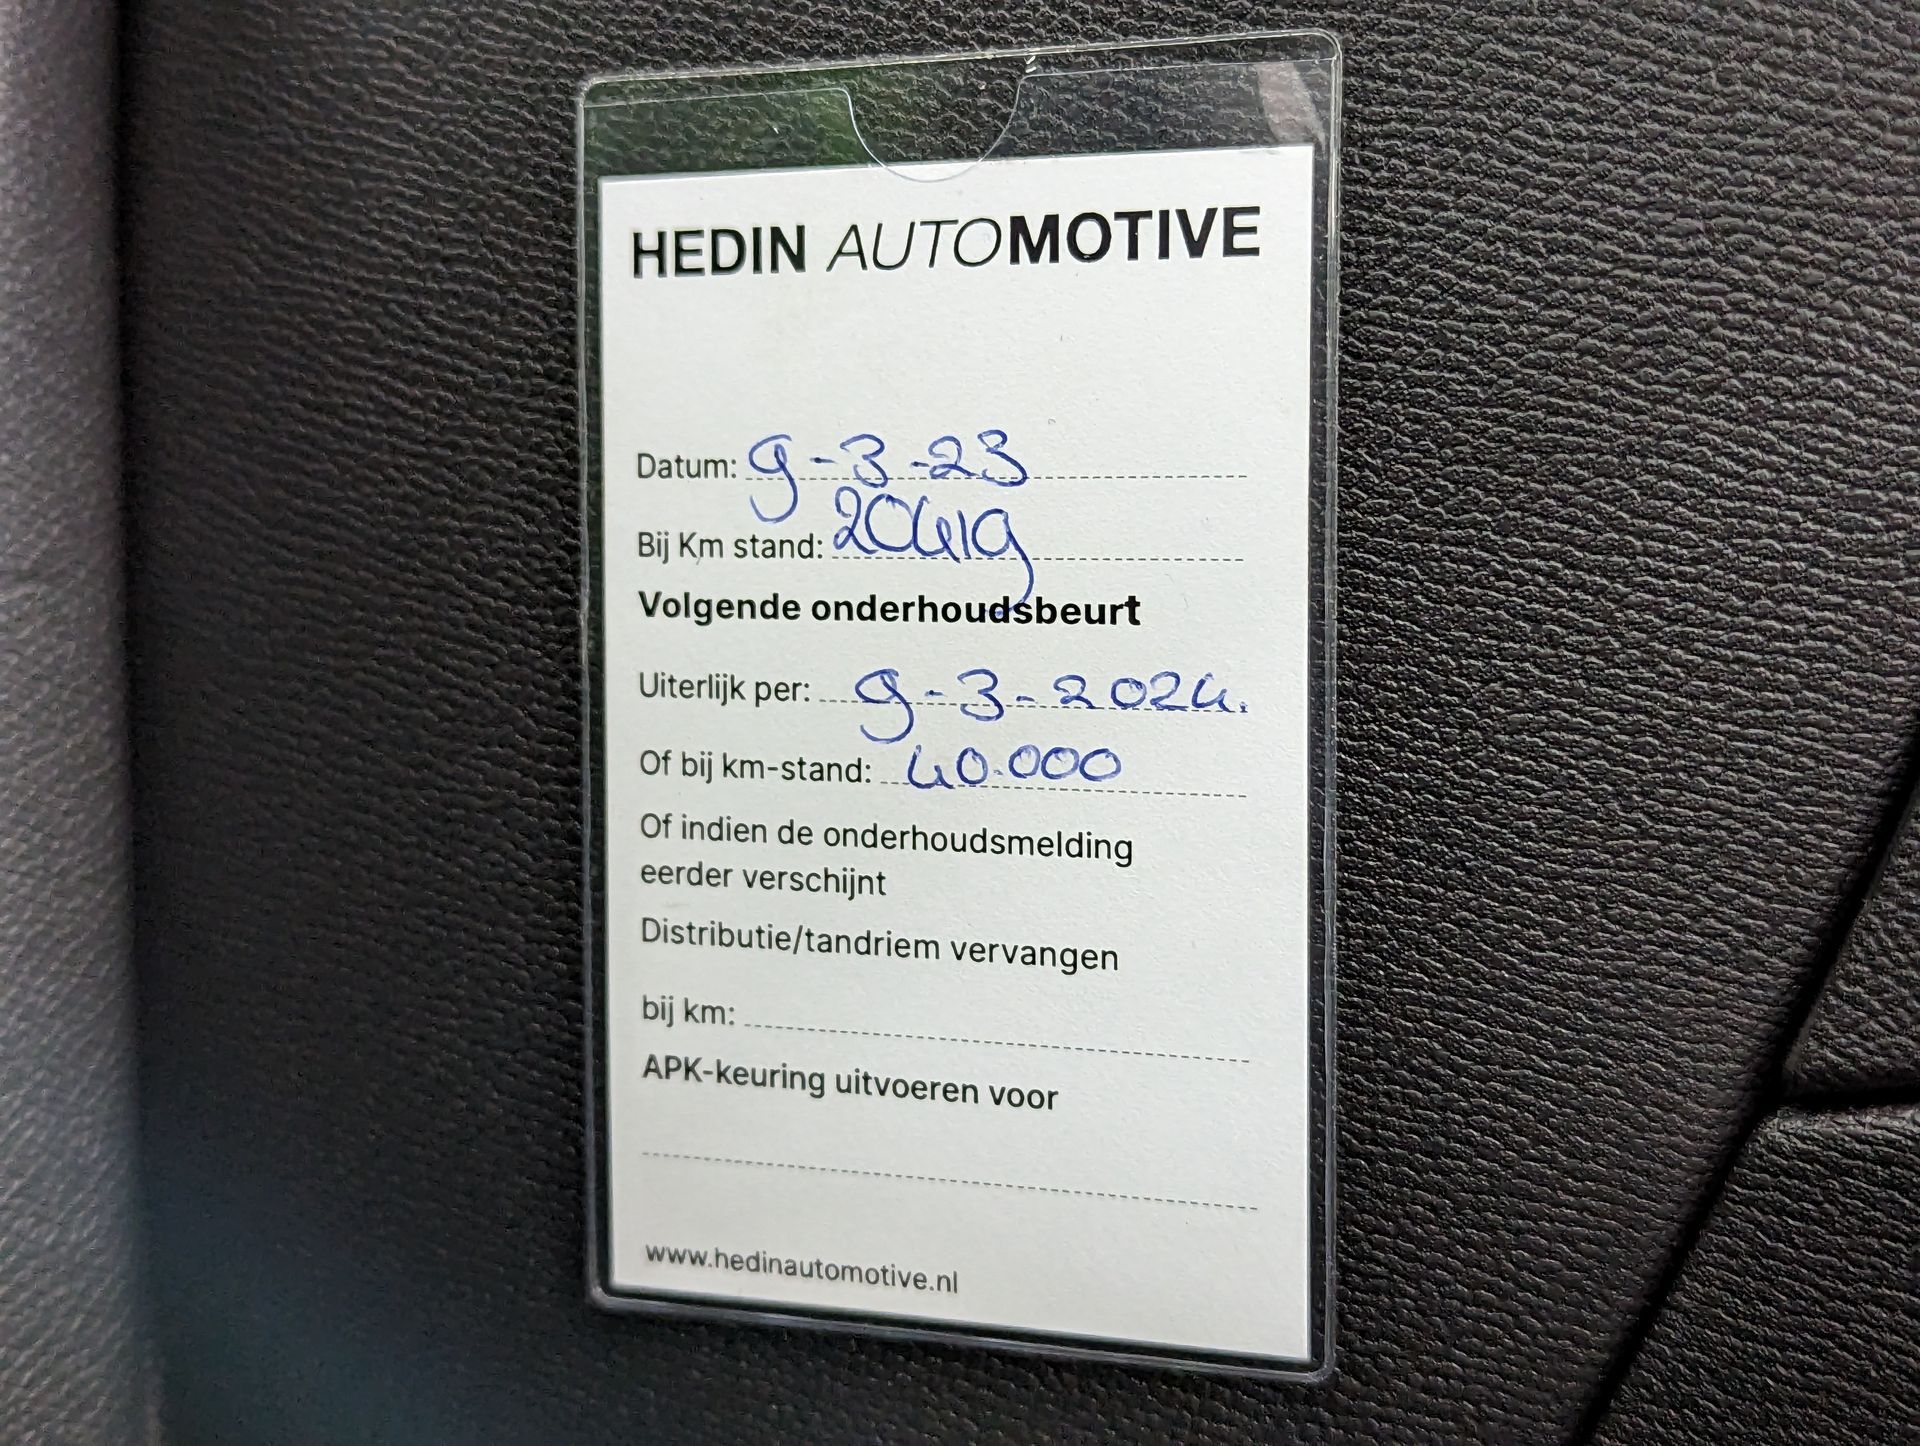 HEDIN AUTOMOTIVE
Datum: 9-3-23
Bij Km stand: 20419
Volgende onderhoudsbeurt
Uiterlijk per: 9-3-2024.
Of bij km-stand: 40.000
Of indien de onderhoudsmelding
eerder verschijnt
Distributie/tandriem vervangen
bij km:
APK-keuring uitvoeren voor
www.hedinautomotive.nl